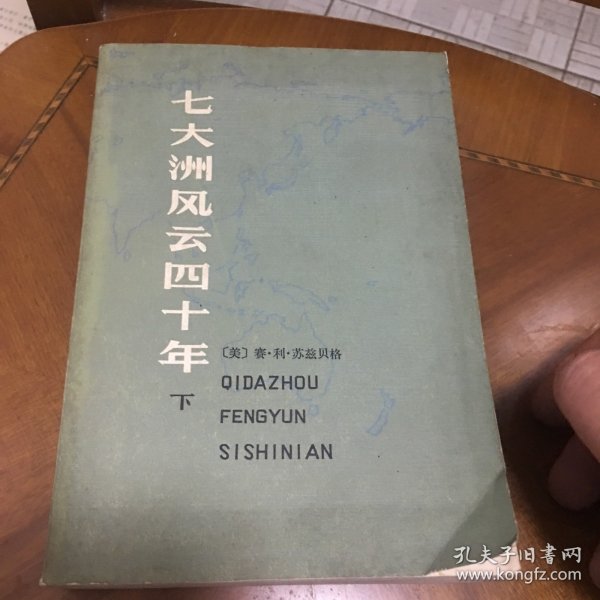 七大洲风云四十年
下
〔美〕赛·利·苏兹贝格
QIDAZHOU
FENGYUN
SISHINIAN
孔夫子旧书网
www.kongfz.com